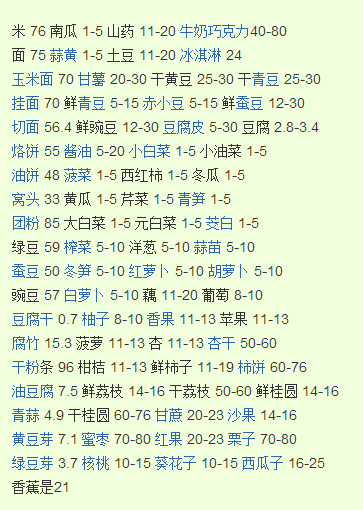 米 76 南瓜 1-5 山药 11-20 牛奶巧克力40-80
面 75 蒜黄 1-5 土豆 11-20 冰淇淋 24
玉米面 70 甘薯 20-30 干黄豆 25-30 干青豆 25-30
挂面 70 鲜青豆 5-15 赤小豆 5-15 鲜蚕豆 12-30
切面 56.4 鲜豌豆 12-30 豆腐皮 5-30 豆腐 2.8-3.4
烙饼 55 酱油 5-20 小白菜 1-5 小油菜 1-5
油饼 48 菠菜 1-5 西红柿 1-5 冬瓜 1-5
窝头 33 黄瓜 1-5 芹菜 1-5 青笋 1-5
团粉 85 大白菜 1-5 元白菜 1-5 茭白 1-5
绿豆 59 榨菜 5-10 洋葱 5-10 蒜苗 5-10
蚕豆 50 冬笋 5-10 红萝卜 5-10 胡萝卜 5-10
豌豆 57 白萝卜 5-10 藕 11-20 葡萄 8-10
豆腐干 0.7 柚子 8-10 香果 11-13 苹果 11-13
腐竹 15.3 菠萝 11-13 杏 11-13 杏干 50-60
干粉条 96 柑桔 11-13 鲜柿子 11-19 柿饼 60-76
油豆腐 7.5 鲜荔枝 14-16 干荔枝 50-60 鲜桂圆 14-16
青蒜 4.9 干桂圆 60-76 甘蔗 20-23 沙果 14-16
黄豆芽 7.1 蜜枣 70-80 红果 20-23 栗子 70-80
绿豆芽 3.7 核桃 10-15 葵花子 10-15 西瓜子 16-25
香蕉是21